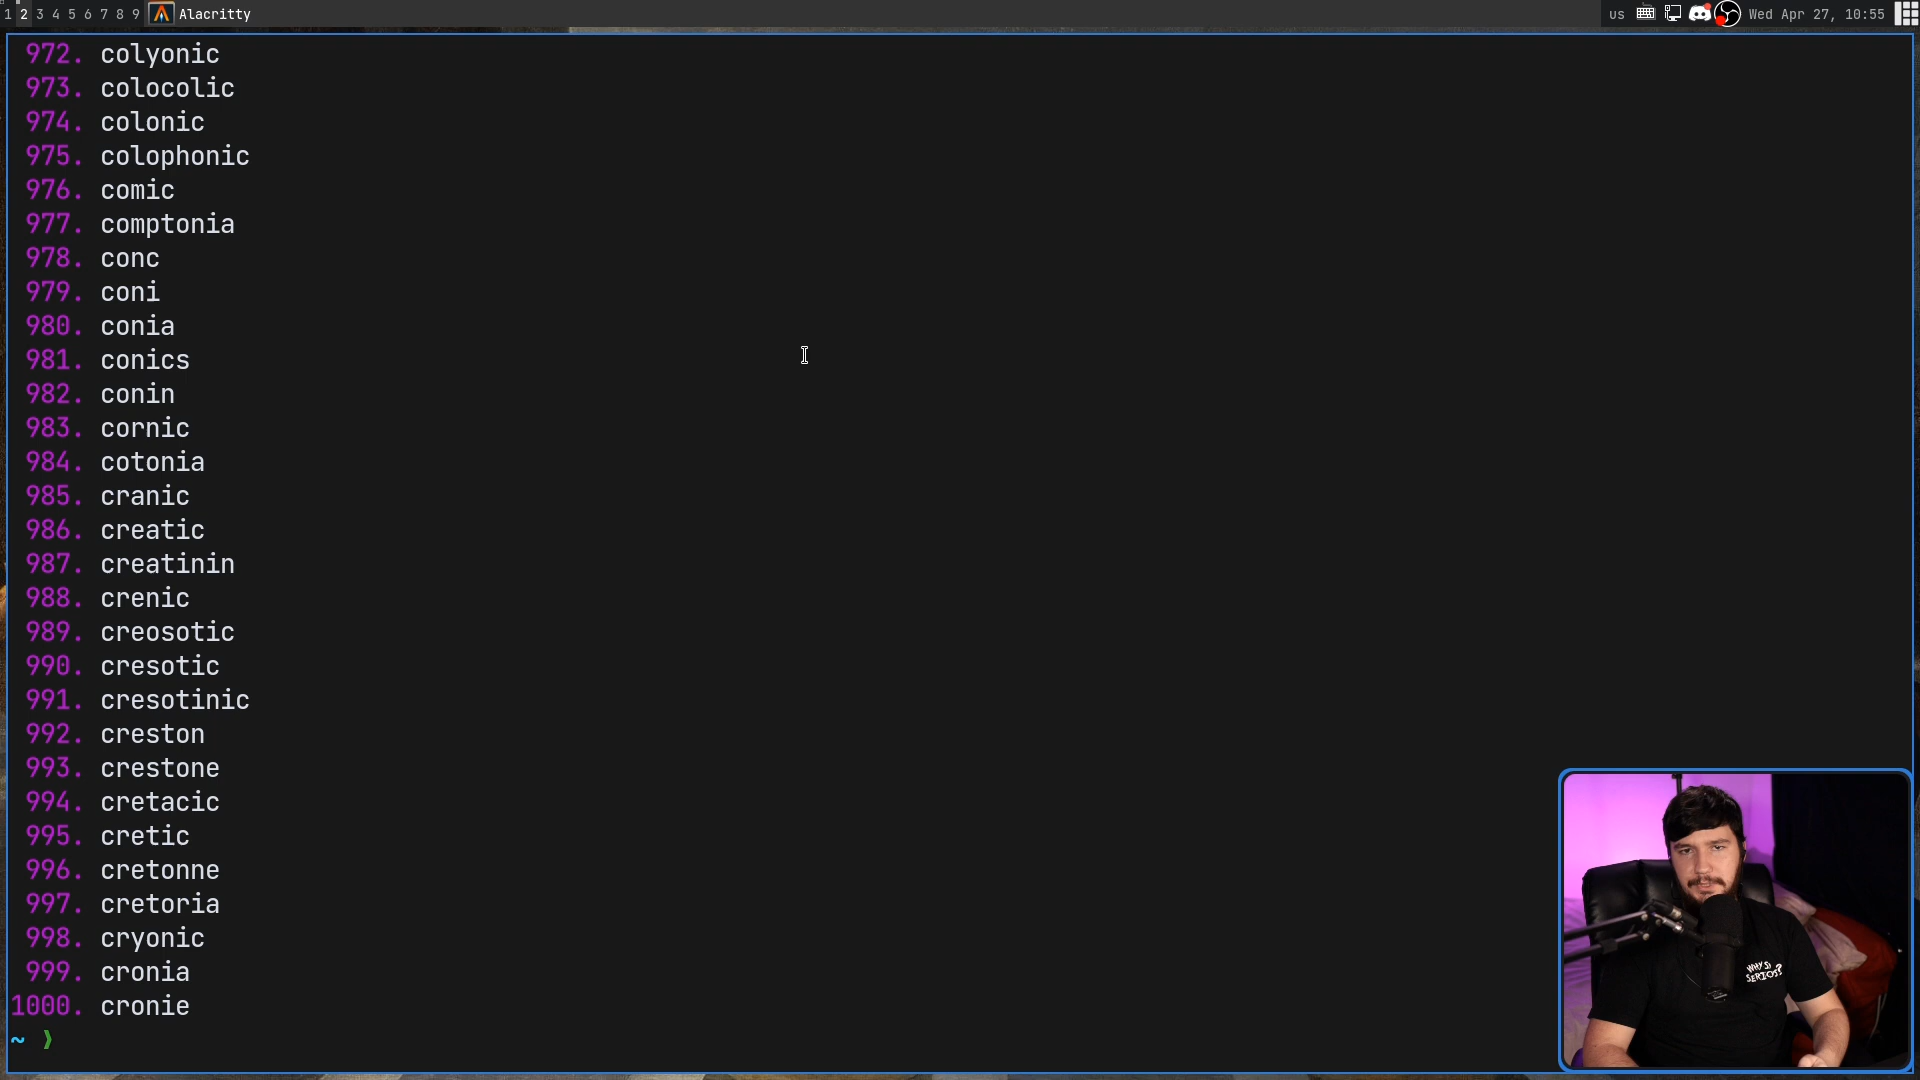 1 2 3 4 5 6 7 8 9 Alacritty us Wed Apr 27, 10:55
972. colyonic
973. colocolic
974. colonic
975. colophonic
976. comic
977. comptonia
978. conc
979. coni
980. conia
981. conics
982. conin
983. cornic
984. cotonia
985. cranic
986. creatic
987. creatinin
988. crenic
989. creosotic
990. cresotic
991. cresotinic
992. creston
993. crestone
994. cretacic
995. cretic
996. cretonne
997. cretoria
998. cryonic
999. cronia
1000. cronie
~ ❯
WHY SO
SERIOS?